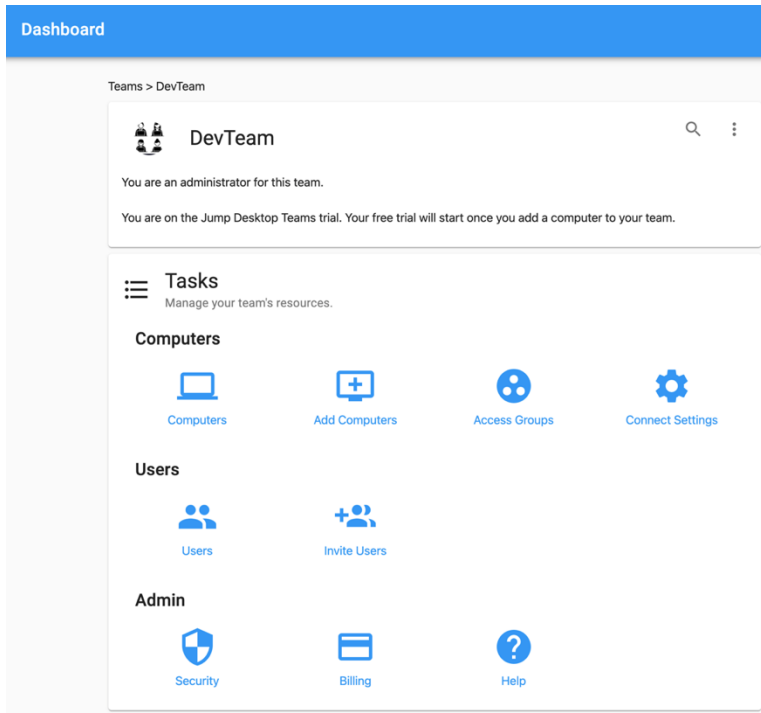 Dashboard
Teams > DevTeam
DevTeam
You are an administrator for this team.
You are on the Jump Desktop Teams trial. Your free trial will start once you add a computer to your team.
Tasks
Manage your team's resources.
Computers
Computers Add Computers Access Groups Connect Settings
Users
Users Invite Users
Admin
Security Billing Help